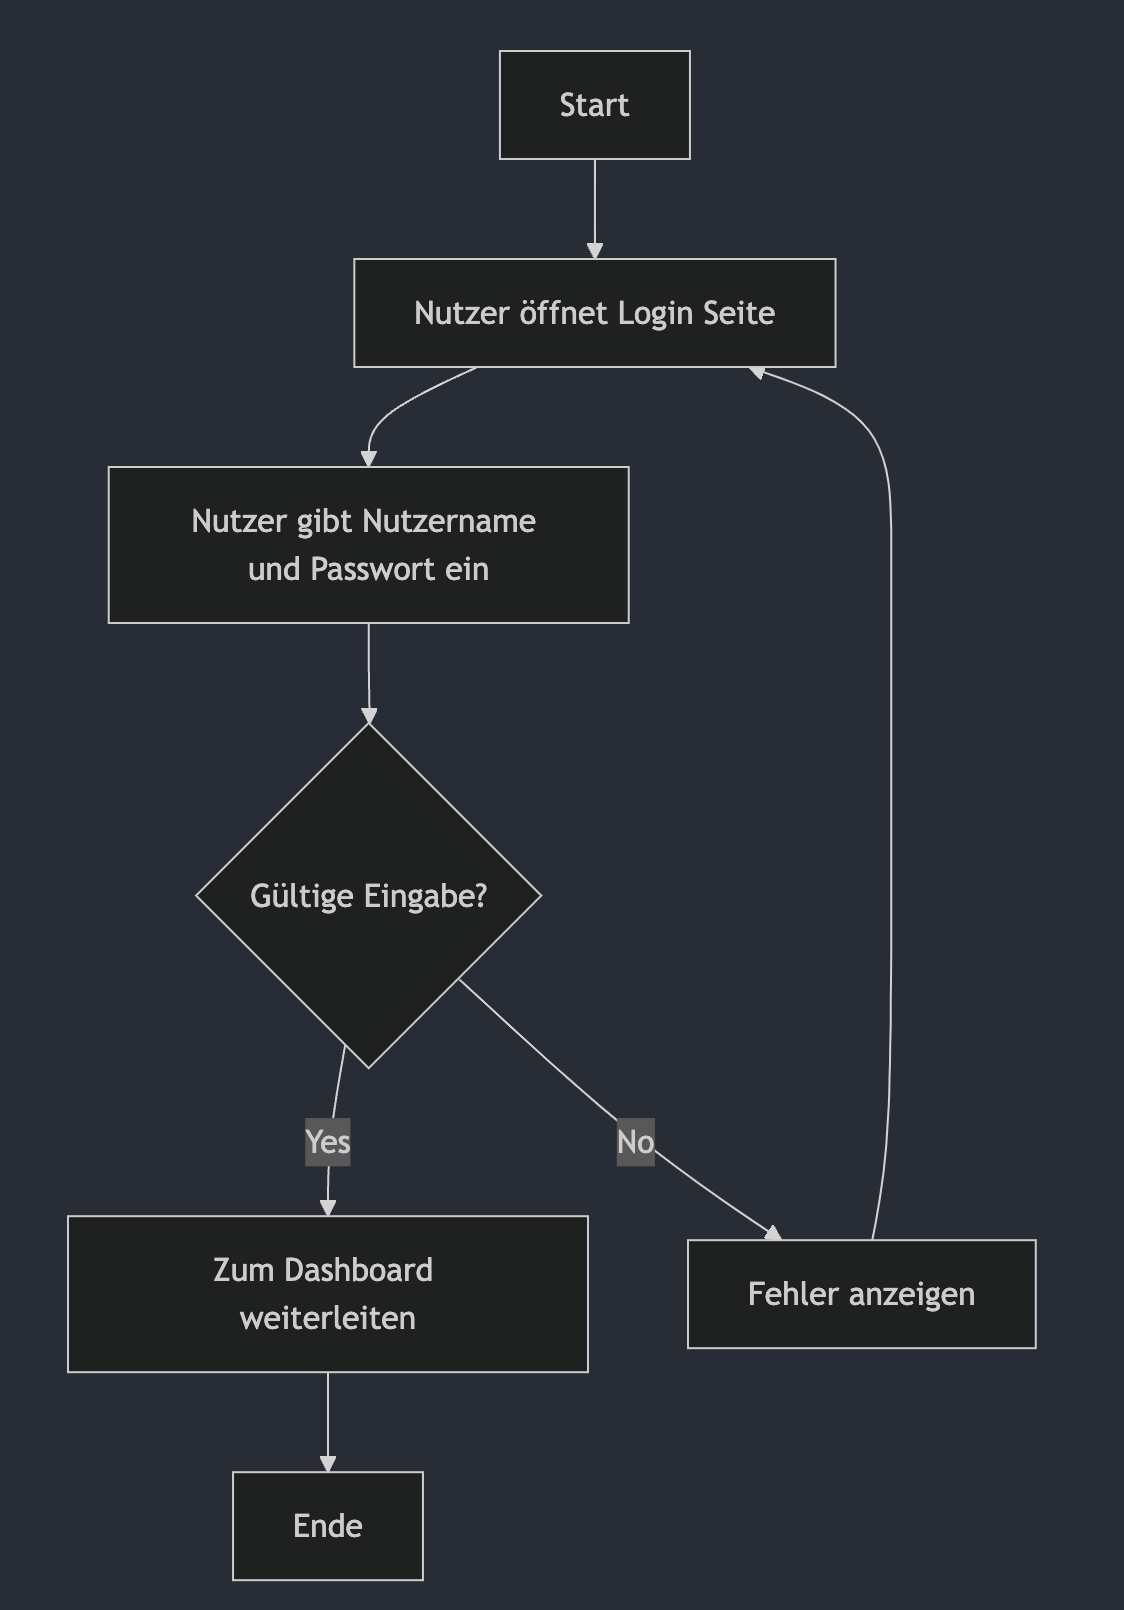 Start
Nutzer öffnet Login Seite
Nutzer gibt Nutzername
und Passwort ein
Gültige Eingabe?
Yes
No
Zum Dashboard
weiterleiten
Fehler anzeigen
Ende